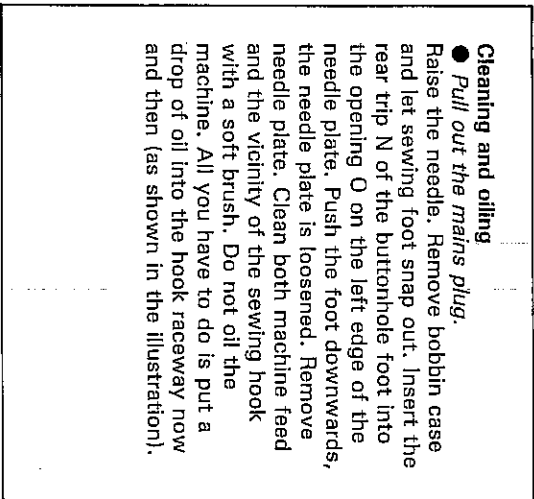 Cleaning and oiling
● Pull out the mains plug.
Raise the needle. Remove bobbin case
and let sewing foot snap out. Insert the
rear trip N of the buttonhole foot into
the opening O on the left edge of the
needle plate. Push the foot downwards,
the needle plate is loosened. Remove
needle plate. Clean both machine feed
and the vicinity of the sewing hook
with a soft brush. Do not oil the
machine. All you have to do is put a
drop of oil into the hook raceway now
and then (as shown in the illustration).